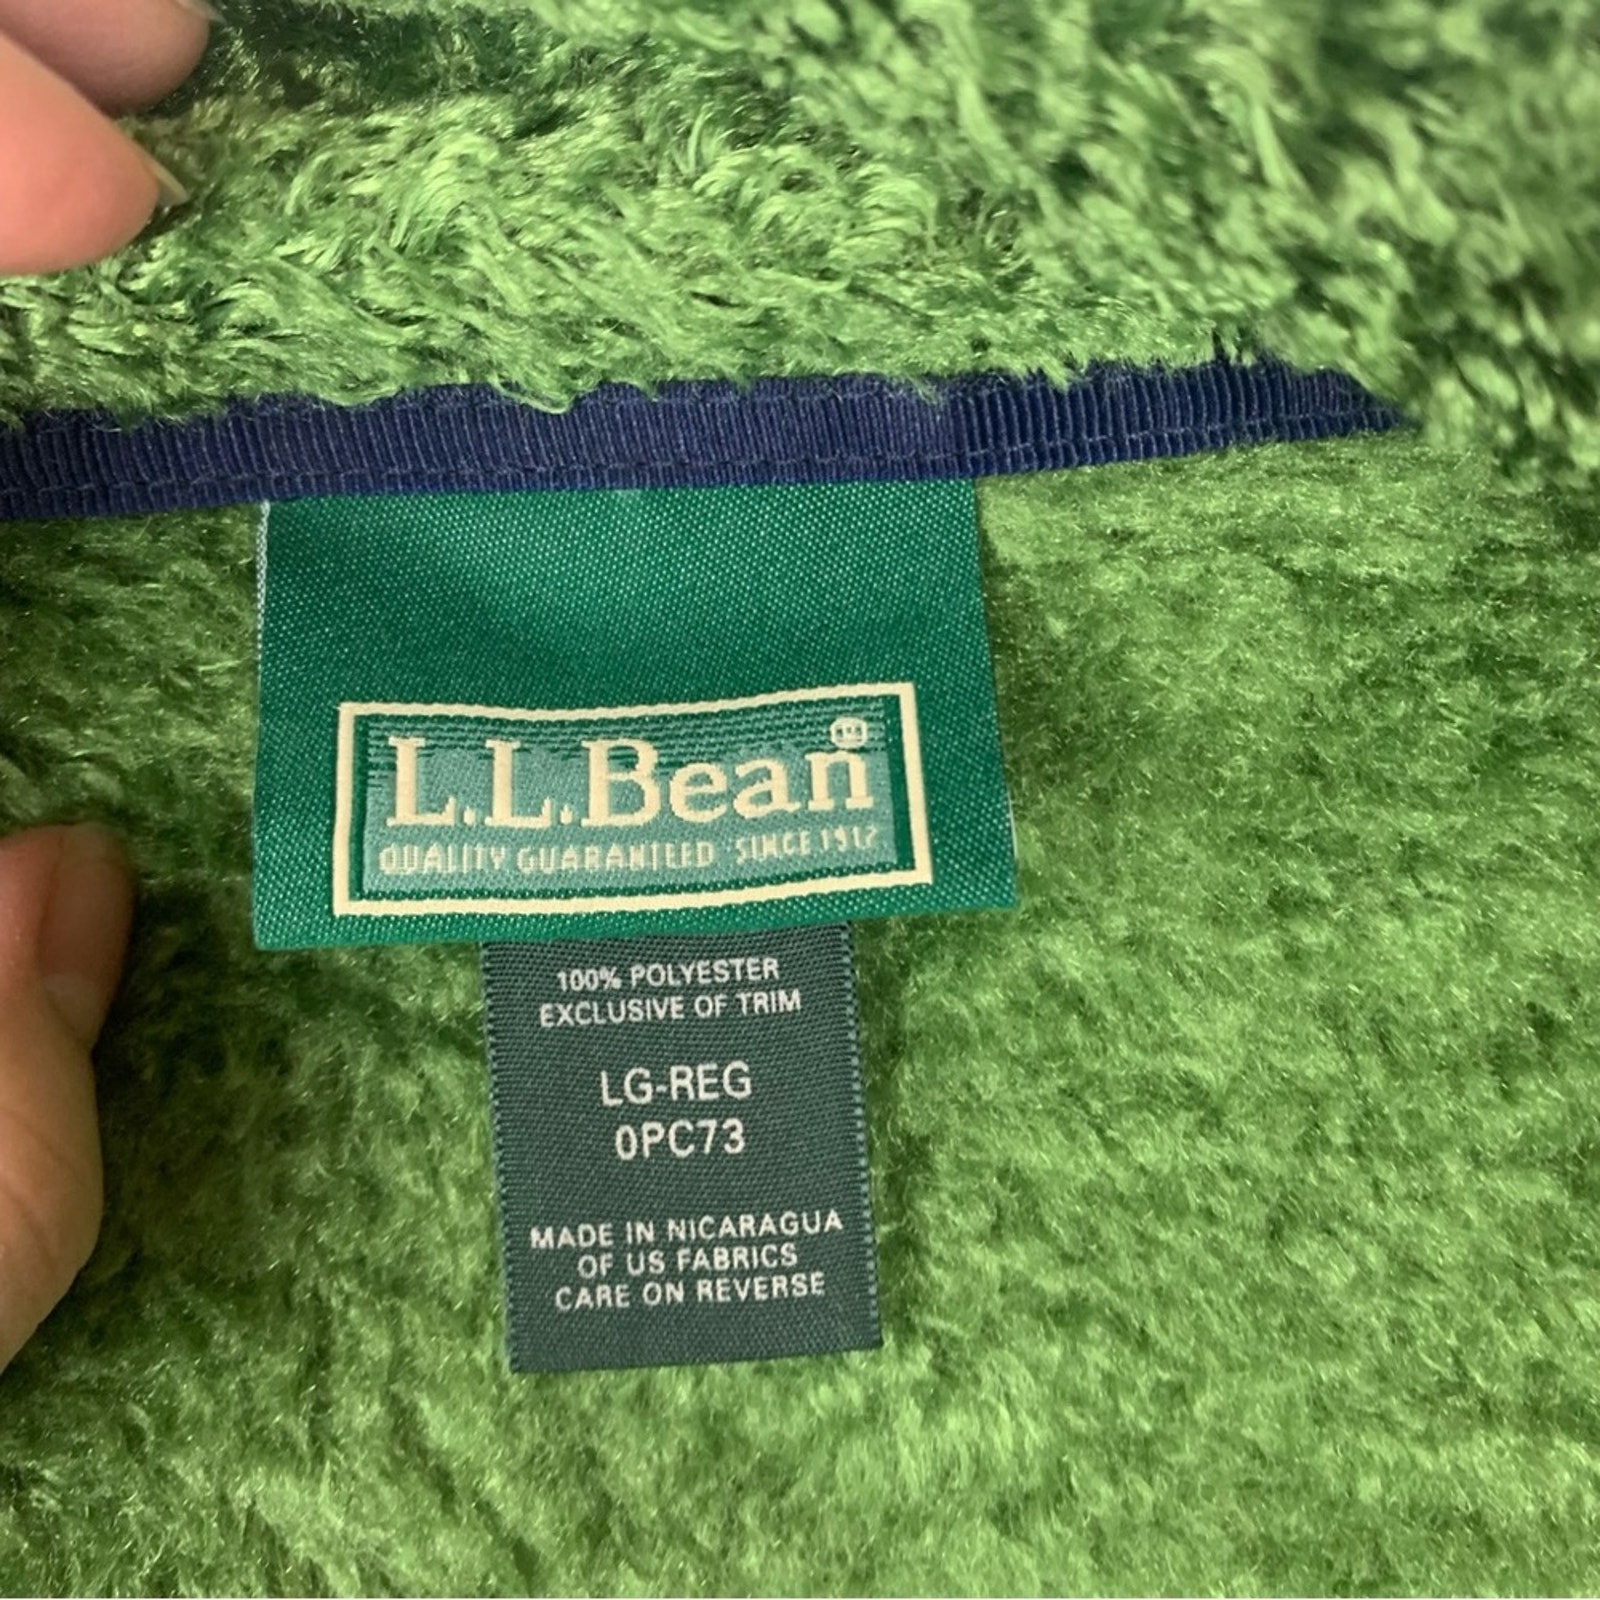 L.L.Bean®
QUALITY GUARANTEED SINCE 1912
100% POLYESTER
EXCLUSIVE OF TRIM
LG-REG
0PC73
MADE IN NICARAGUA
OF US FABRICS
CARE ON REVERSE